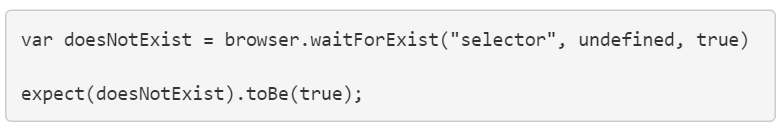 var doesNotExist = browser.waitForExist("selector", undefined, true)
expect(doesNotExist).toBe(true);